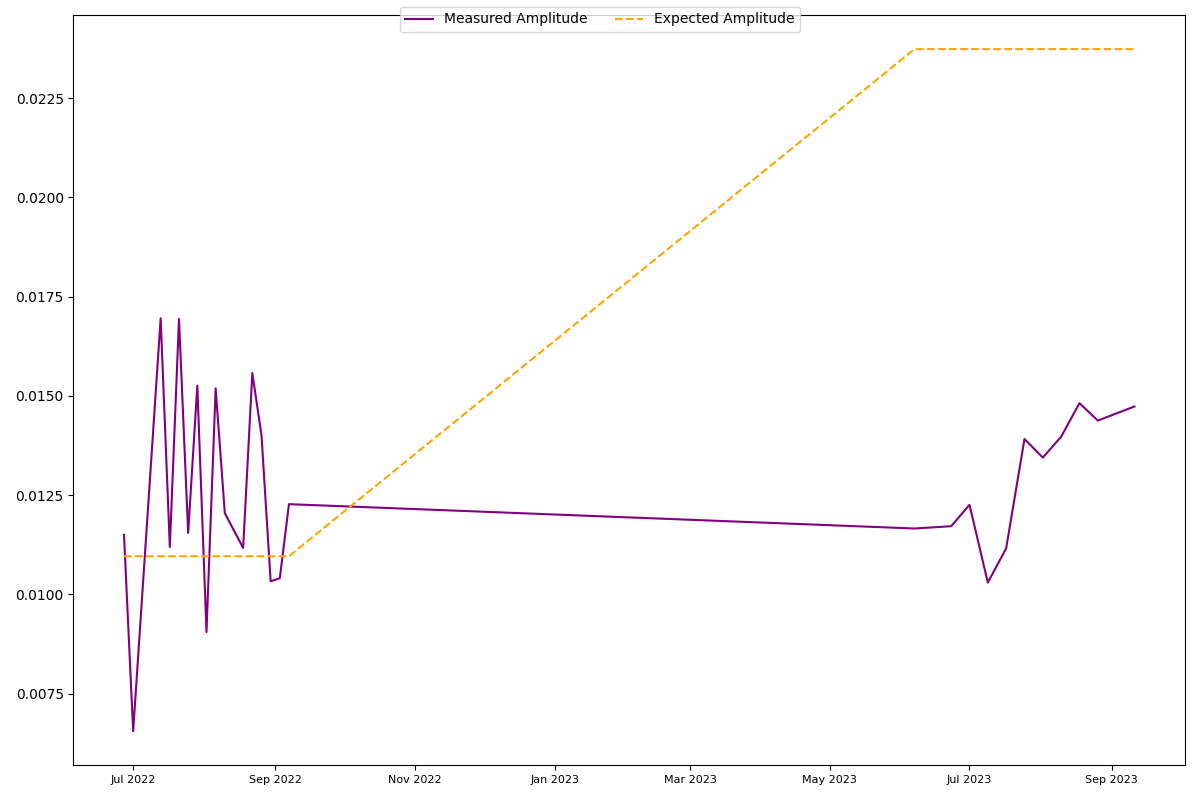 Measured Amplitude
Expected Amplitude
0.0225
0.0200
0.0175
0.0150
0.0125
0.0100
0.0075
Jul 2022
Sep 2022
Nov 2022
Jan 2023
Mar 2023
May 2023
Jul 2023
Sep 2023